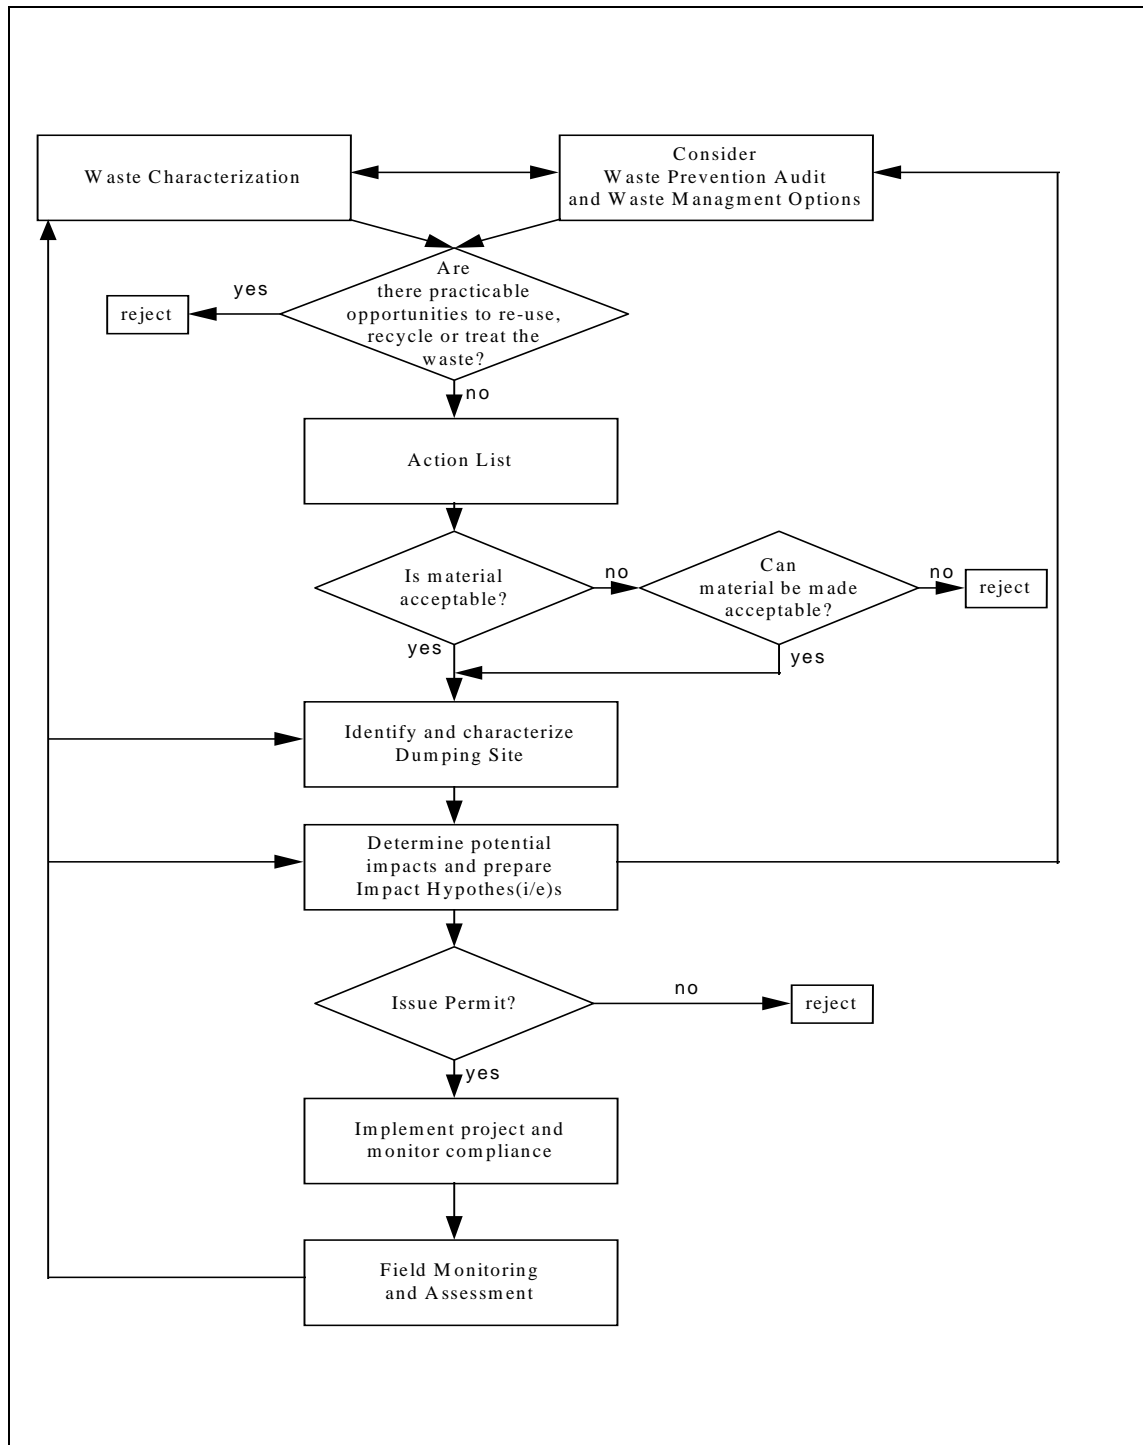 Waste Characterization
Consider
Waste Prevention Audit
and Waste Managment Options
Are
there practicable
opportunities to re-use,
recycle or treat the
waste?
yes
reject
no
Action List
Is material
acceptable?
no
Can
material be made
acceptable?
no
reject
yes
yes
Identify and characterize
Dumping Site
Determine potential
impacts and prepare
Impact Hypothes(i/e)s
Issue Permit?
no
reject
yes
Implement project and
monitor compliance
Field Monitoring
and Assessment